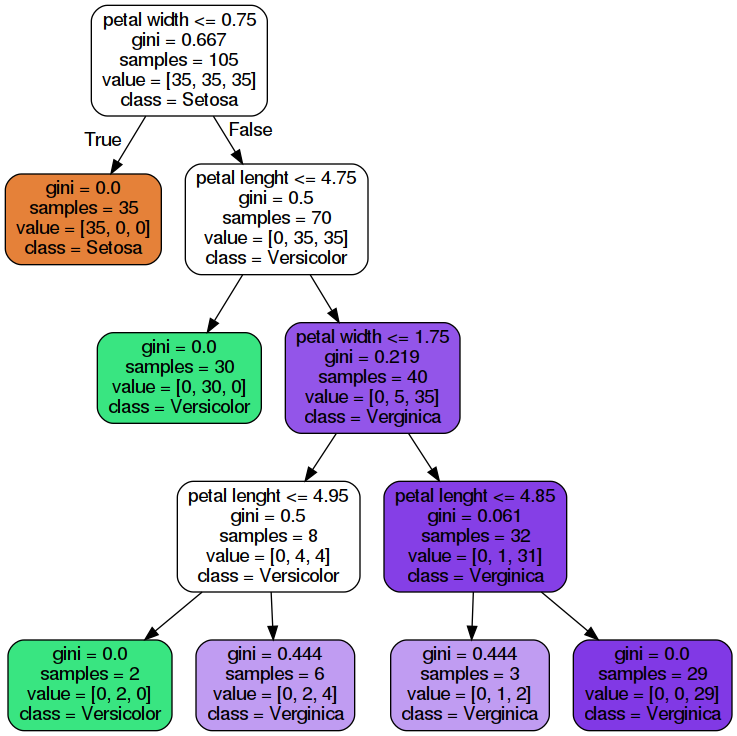 petal width <= 0.75
gini = 0.667
samples = 105
value = [35, 35, 35]
class = Setosa
True
False
gini = 0.0
samples = 35
value = [35, 0, 0]
class = Setosa
petal lenght <= 4.75
gini = 0.5
samples = 70
value = [0, 35, 35]
class = Versicolor
gini = 0.0
samples = 30
value = [0, 30, 0]
class = Versicolor
petal width <= 1.75
gini = 0.219
samples = 40
value = [0, 5, 35]
class = Verginica
petal lenght <= 4.95
gini = 0.5
samples = 8
value = [0, 4, 4]
class = Versicolor
petal lenght <= 4.85
gini = 0.061
samples = 32
value = [0, 1, 31]
class = Verginica
gini = 0.0
samples = 2
value = [0, 2, 0]
class = Versicolor
gini = 0.444
samples = 6
value = [0, 2, 4]
class = Verginica
gini = 0.444
samples = 3
value = [0, 1, 2]
class = Verginica
gini = 0.0
samples = 29
value = [0, 0, 29]
class = Verginica